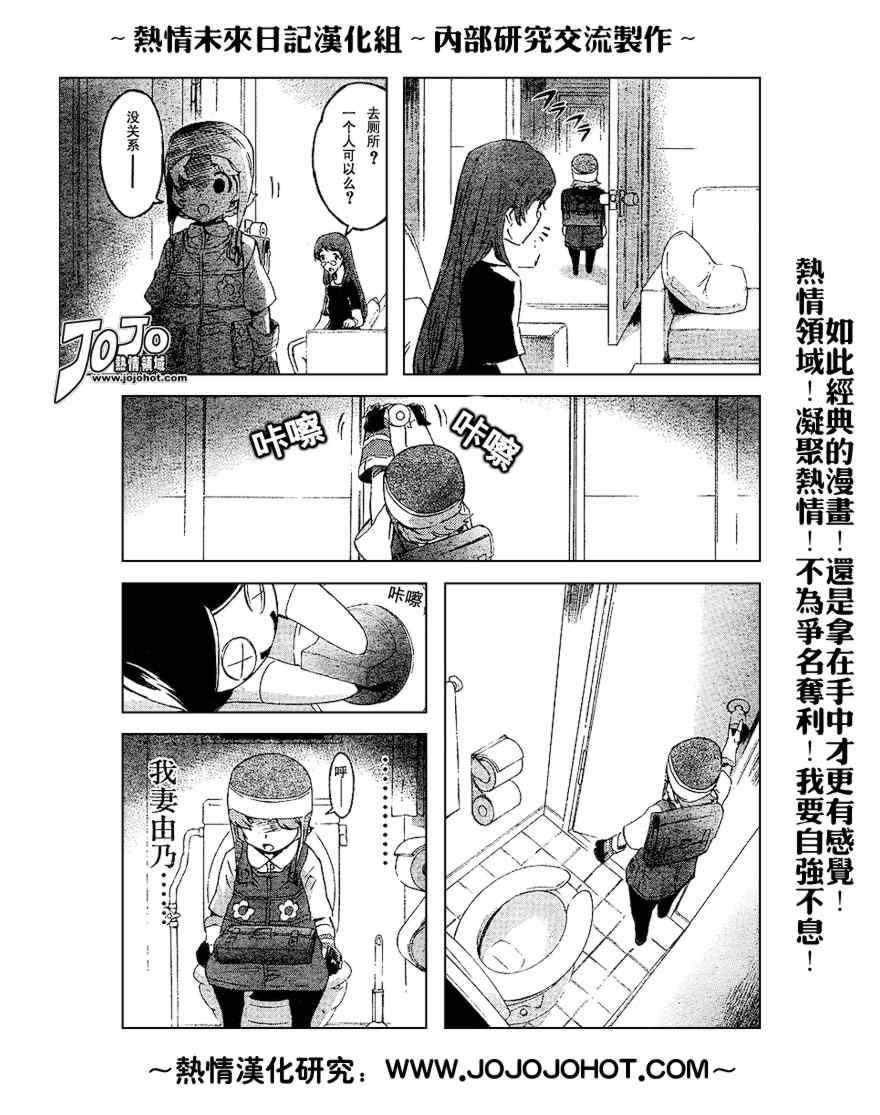 ～熱情未來日記漢化組～內部研究交流製作～
フラ
フラ
去厕所？
一个人可以么？
没关系——
JOJO
熱情領域
www.jojohot.com
咔嚓
咔嚓
咔嚓
呼——
…………
我妻由乃……
如此經典的漫畫！還是拿在手中才更有感覺！
熱情領域！凝聚熱情！不為爭名奪利！我要自強不息！
～熱情漢化研究：WWW.JOJOJOHOT.COM～